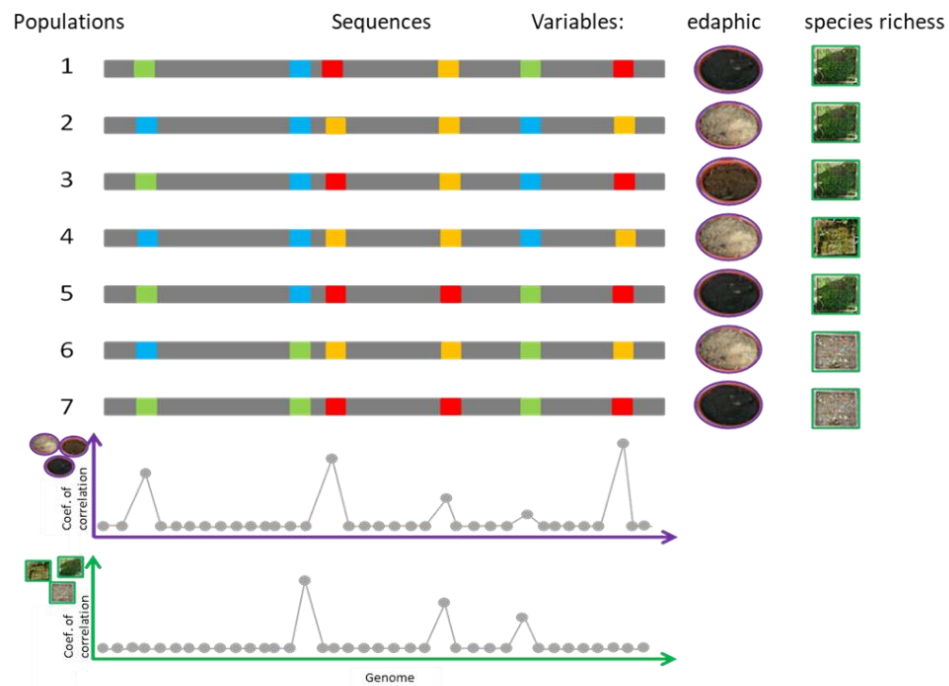 Populations Sequences Variables: edaphic species richess
1
2
3
4
5
6
7
Coef. of
correlation
Coef. of
correlation
Genome